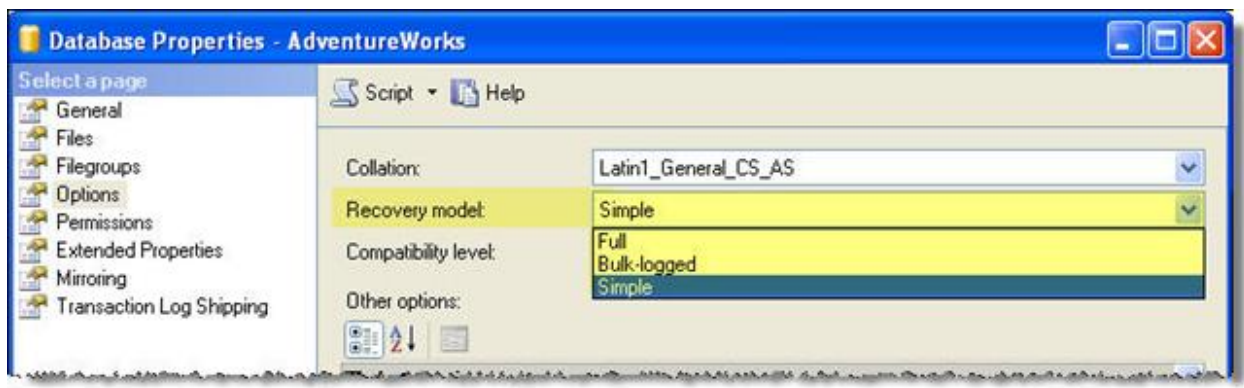 Database Properties - AdventureWorks
Select a page
General
Files
Filegroups
Options
Permissions
Extended Properties
Mirroring
Transaction Log Shipping
Script Help
Collation: Latin1_General_CS_AS
Recovery model: Simple
Compatibility level: Full
Bulk-logged
Simple
Other options:
A
Z